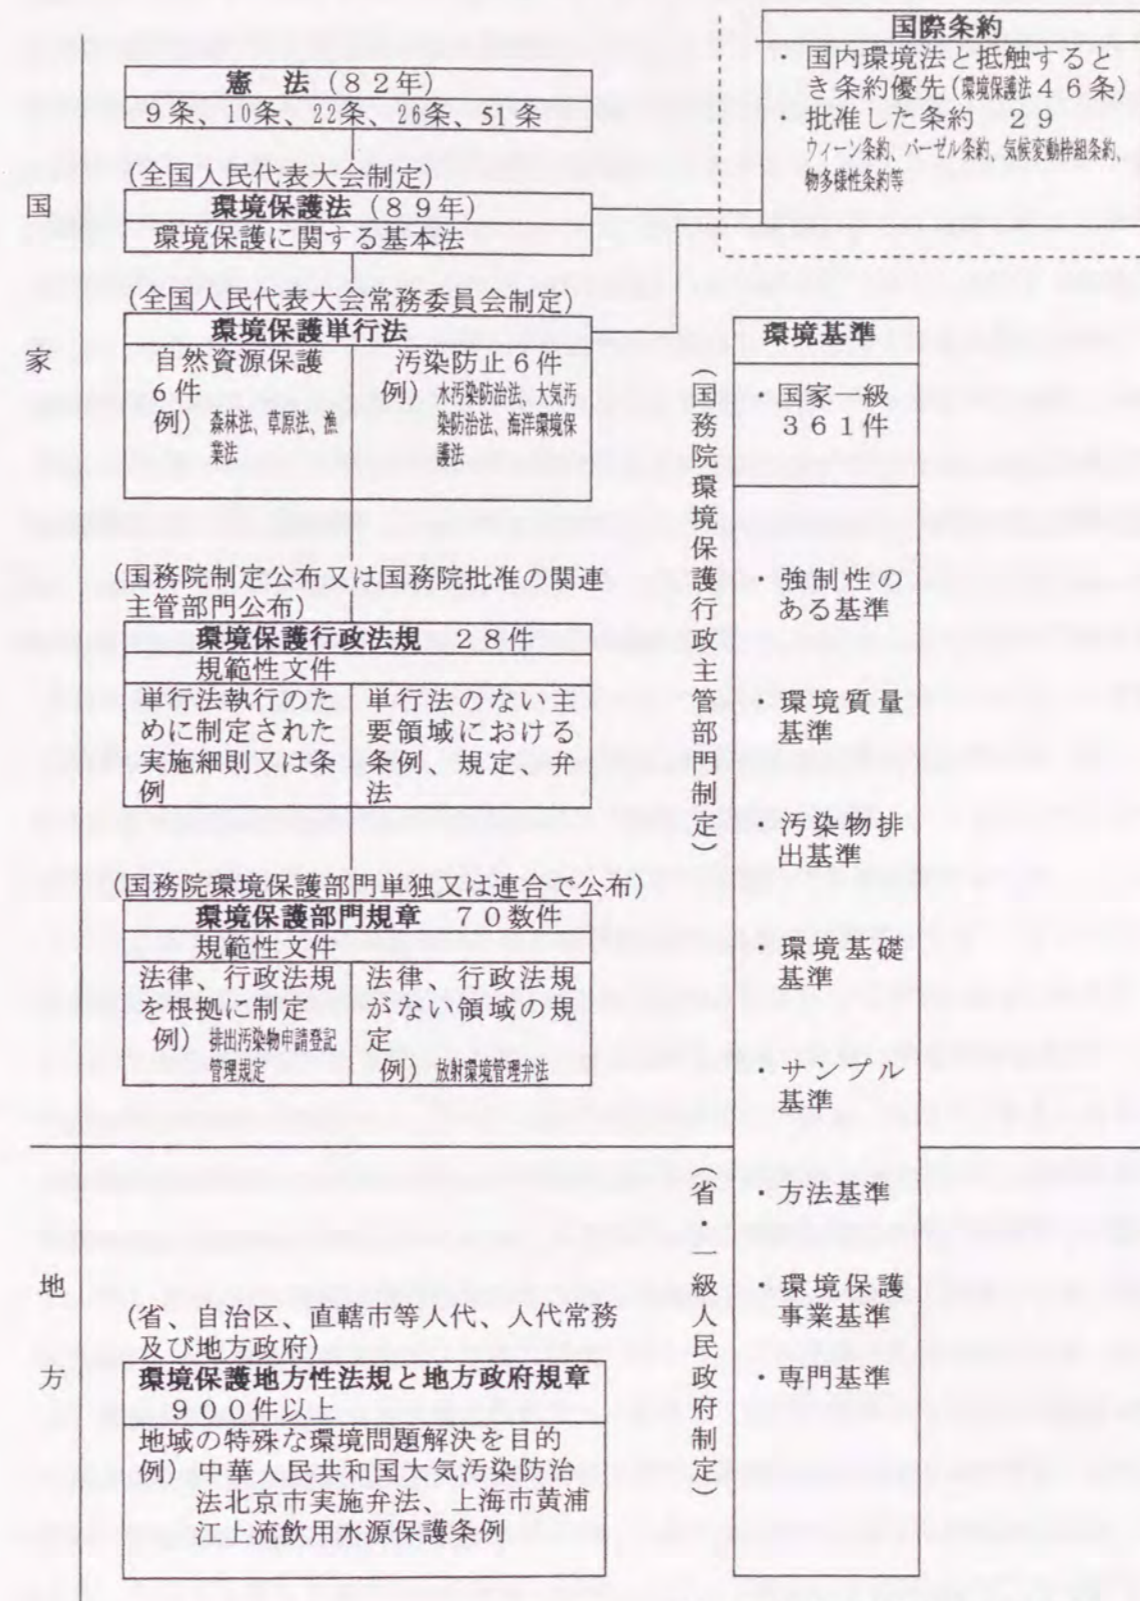 国際条約
・国内環境法と抵触すると
き条約優先(環境保護法46条)
・批准した条約 29
ウィーン条約、バーゼル条約、気候変動枠組条約、
物多様性条約等
憲 法(82年)
9条、10条、22条、26条、51条
国
家
(全国人民代表大会制定)
環境保護法(89年)
環境保護に関する基本法
(全国人民代表大会常務委員会制定)
環境保護単行法
自然資源保護
6件
例)森林法、草原法、漁
業法
汚染防止6件
例)水汚染防治法、大気汚
染防治法、海洋環境保
護法
(国務院制定公布又は国務院批准の関連
主管部門公布)
環境保護行政法規 28件
規範性文件
単行法執行のた
めに制定された
実施細則又は条
例
単行法のない主
要領域における
条例、規定、弁
法
(国務院環境保護部門単独又は連合で公布)
環境保護部門規章 70数件
規範性文件
法律、行政法規
を根拠に制定
例)排出汚染物申請登記
管理規定
法律、行政法規
がない領域の規
定
例)放射環境管理弁法
(国務院環境保護行政主管部門制定)
環境基準
国家一級
361件
・強制性の
ある基準
・環境質量
基準
・汚染物排
出基準
・環境基礎
基準
・サンプル
基準
・方法基準
・環境保護
事業基準
・専門基準
(省・一級人民政府制定)
地
方
(省、自治区、直轄市等人代、人代常務
及び地方政府)
環境保護地方性法規と地方政府規章
900件以上
地域の特殊な環境問題解決を目的
例)中華人民共和国大気汚染防治
法北京市実施弁法、上海市黄浦
江上流飲用水源保護条例